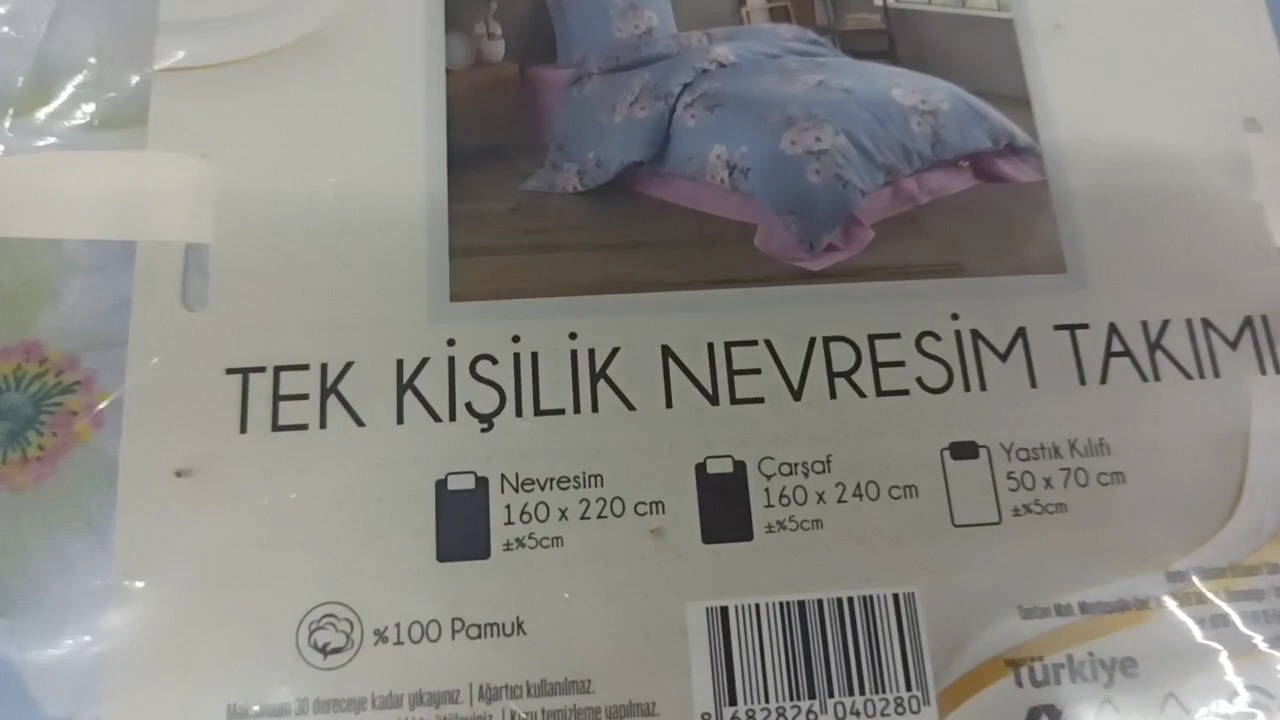 TEK KİŞİLİK NEVRESİM TAKIMI
Nevresim
160 x 220 cm
±%5cm
Çarşaf
160 x 240 cm
±%5cm
Yastık Kılıfı
50 x 70 cm
±%5cm
%100 Pamuk
Maksimum 30 dereceye kadar yıkayınız. | Ağartıcı kullanılmaz.
Kuru temizleme yapılmaz.
8 682826 040280
Türkiye